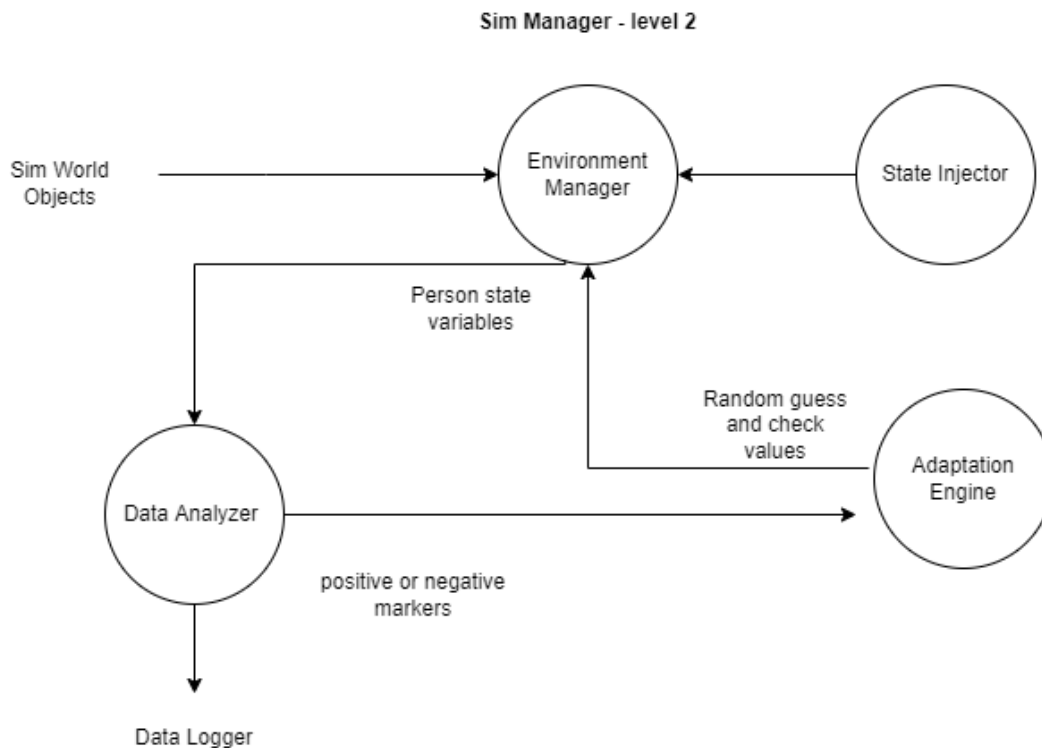 Sim Manager - level 2
Sim World
Objects
Environment
Manager
State Injector
Person state
variables
Random guess
and check
values
Adaptation
Engine
Data Analyzer
positive or negative
markers
Data Logger